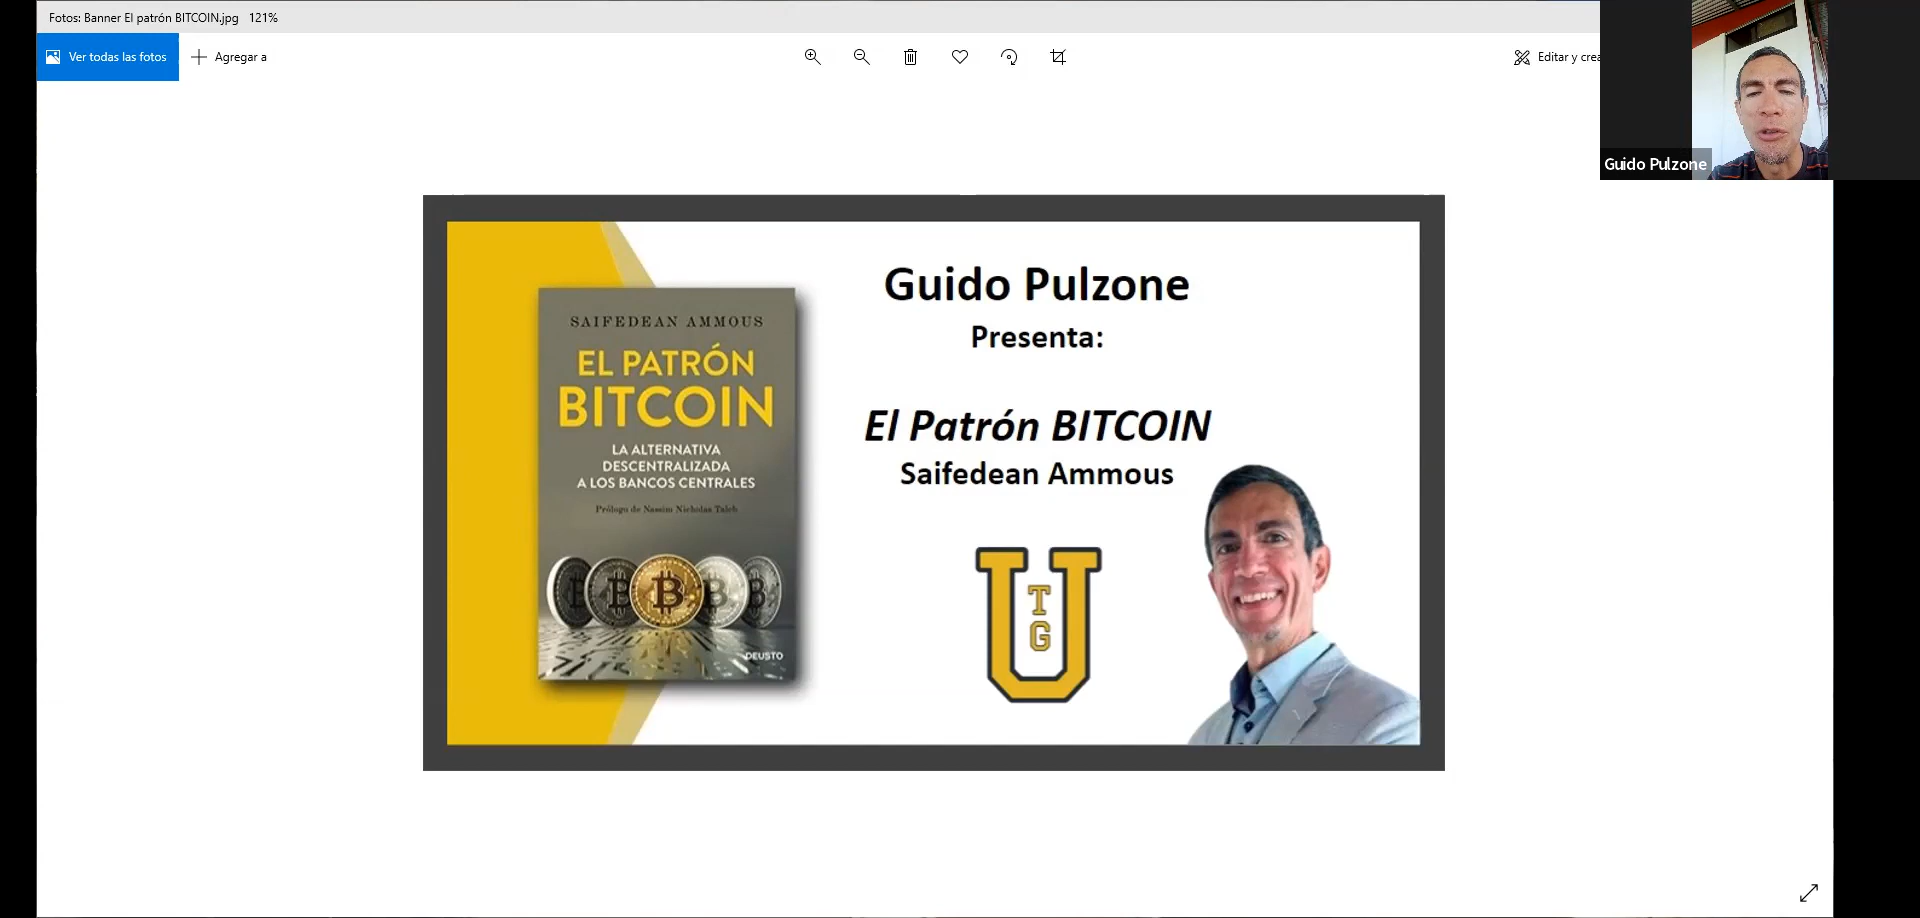 Fotos: Banner El patrón BITCOIN.jpg 121%
Ver todas las fotos
Agregar a
Editar y crea
Guido Pulzone
Guido Pulzone
Presenta:
El Patrón BITCOIN
Saifedean Ammous
SAIFEDEAN AMMOUS
EL PATRÓN
BITCOIN
LA ALTERNATIVA
DESCENTRALIZADA
A LOS BANCOS CENTRALES
Prólogo de Nassim Nicholas Taleb
DEUSTO
U
T
G